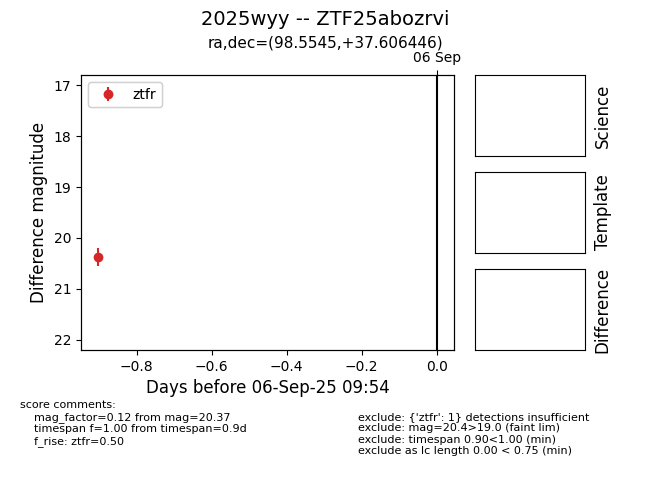 2025wyy -- ZTF25abozrvi
ra,dec=(98.5545,+37.606446)
06 Sep
ztfr
17
18
19
20
21
22
Difference magnitude
−0.8
−0.6
−0.4
−0.2
0.0
Days before 06-Sep-25 09:54
Science
Template
Difference
score comments:
mag_factor=0.12 from mag=20.37
timespan f=1.00 from timespan=0.9d
f_rise: ztfr=0.50
exclude: {'ztfr': 1} detections insufficient
exclude: mag=20.4>19.0 (faint lim)
exclude: timespan 0.90<1.00 (min)
exclude as lc length 0.00 < 0.75 (min)